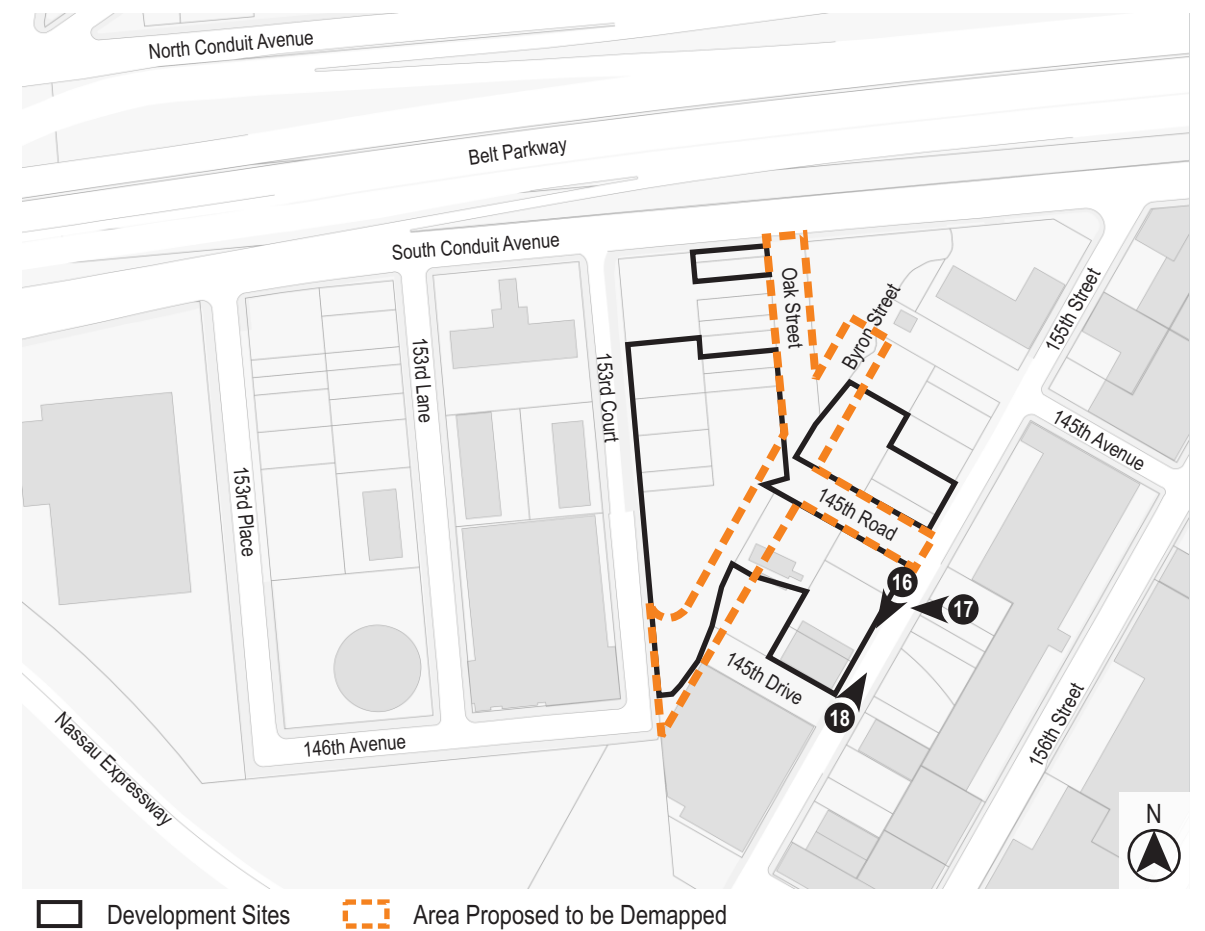 North Conduit Avenue
Belt Parkway
South Conduit Avenue
Oak Street
Byron Street
155th Street
153rd Lane
153rd Court
145th Avenue
153rd Place
145th Road
16
17
145th Drive
18
156th Street
146th Avenue
Nassau Expressway
N
Development Sites
Area Proposed to be Demapped